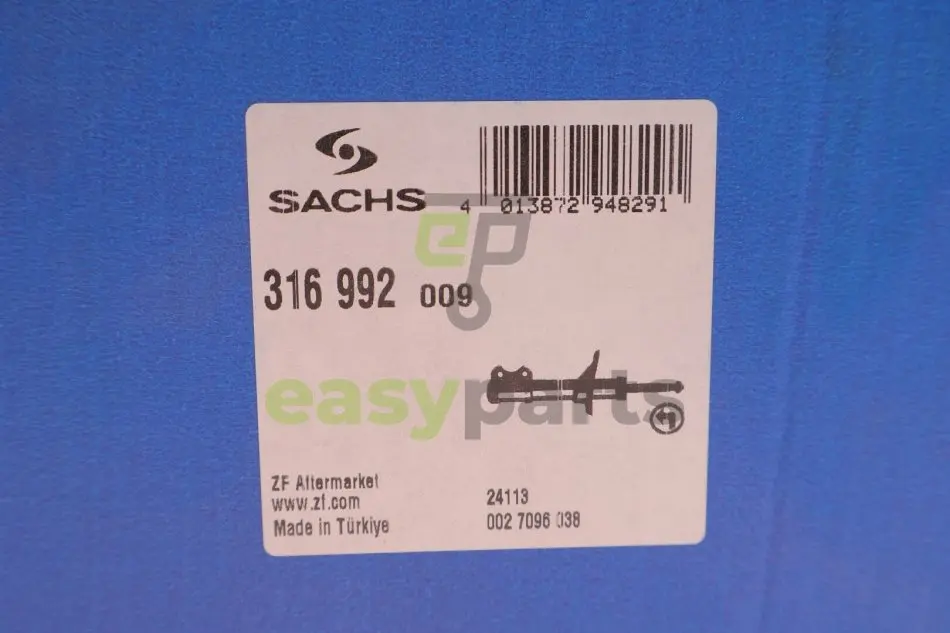 SACHS
4 013872 948291
ep
316 992 009
easyparts
ZF Aftermarket
www.zf.com
Made in Türkiye
24113
002 7096 038